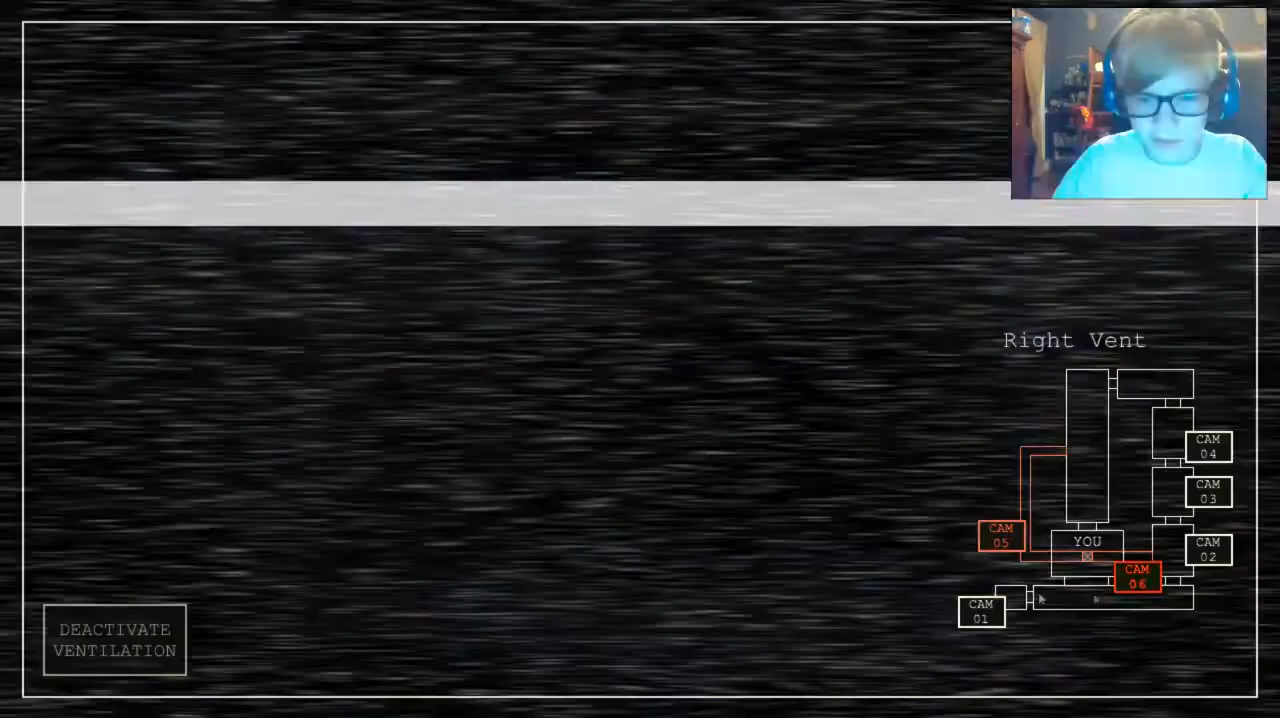 Right Vent
CAM
04
CAM
03
CAM
05
YOU
CAM
02
CAM
06
CAM
01
DEACTIVATE
VENTILATION